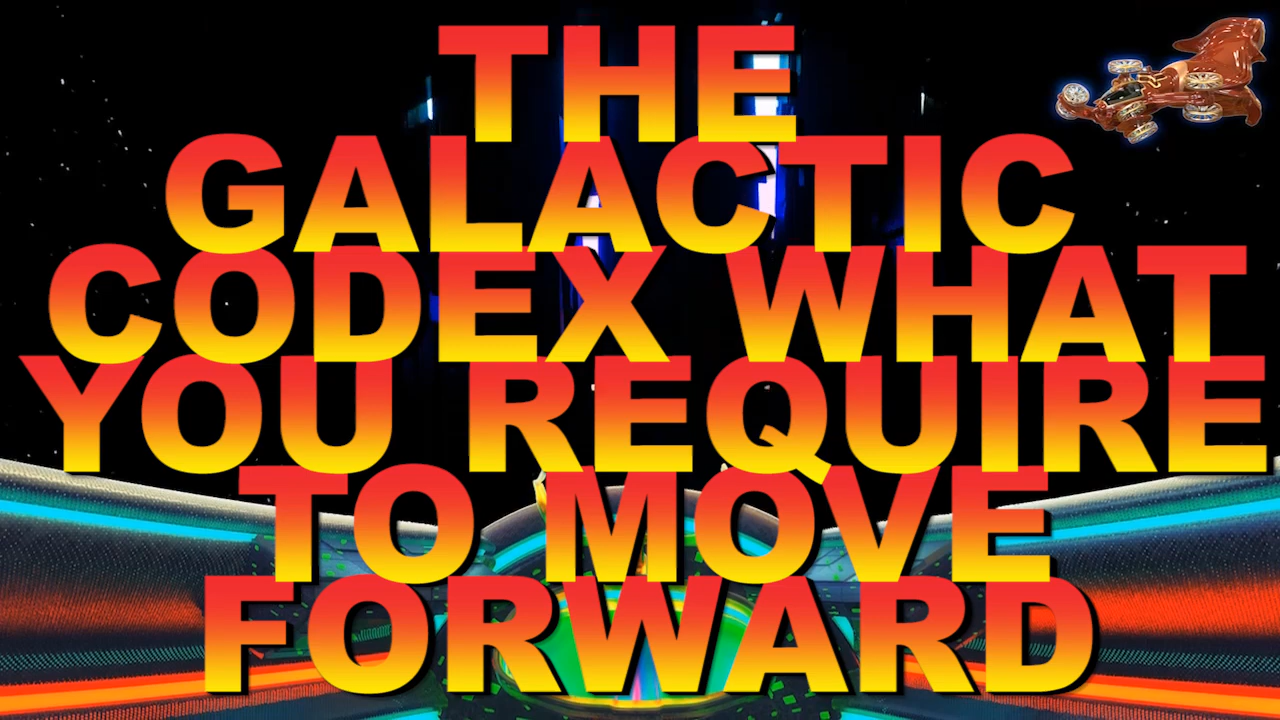 THE
GALACTIC
CODEX WHAT
YOU REQUIRE
TO MOVE
FORWARD